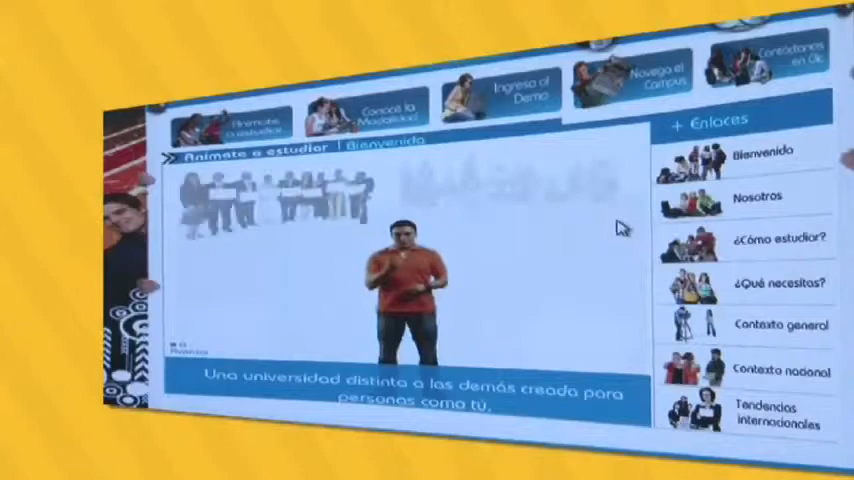 Anímate
a estudiar
Conoce la
Modalidad
Ingresa al
Demo
Navega el
Campus
Contáctanos
en Ok
Anímate a estudiar | Bienvenida
+ Enlaces
Bienvenido
Nosotros
¿Cómo estudiar?
¿Qué necesitas?
Contexto general
Contexto nacional
Tendencias
internacionales
Una universidad distinta a las demás creada para
personas como tú.